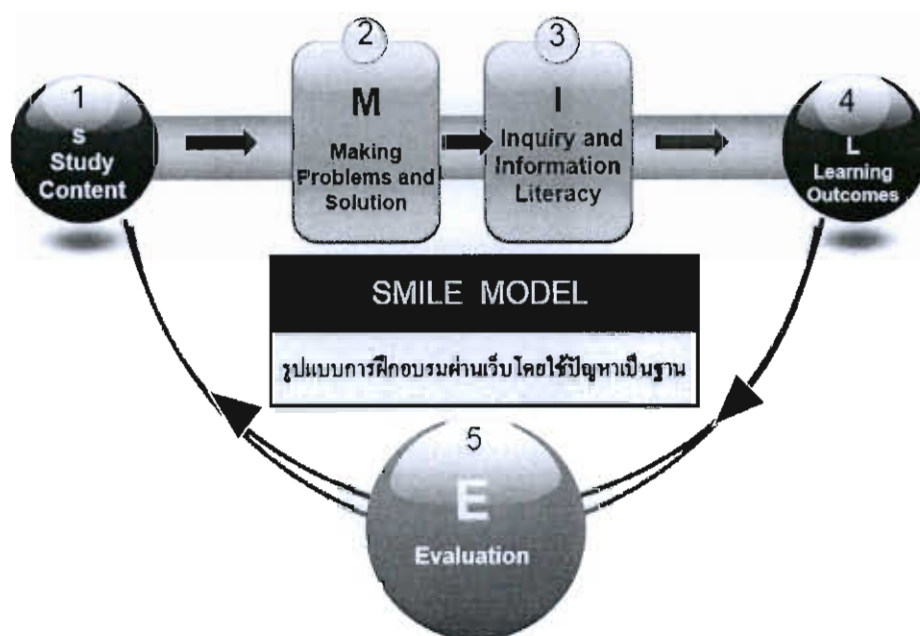 1
S
Study
Content
2
M
Making
Problems and
Solution
3
I
Inquiry and
Information
Literacy
4
L
Learning
Outcomes
SMILE MODEL
รูปแบบการฝึกอบรมผ่านเว็บโดยใช้ปัญหาเป็นฐาน
5
E
Evaluation